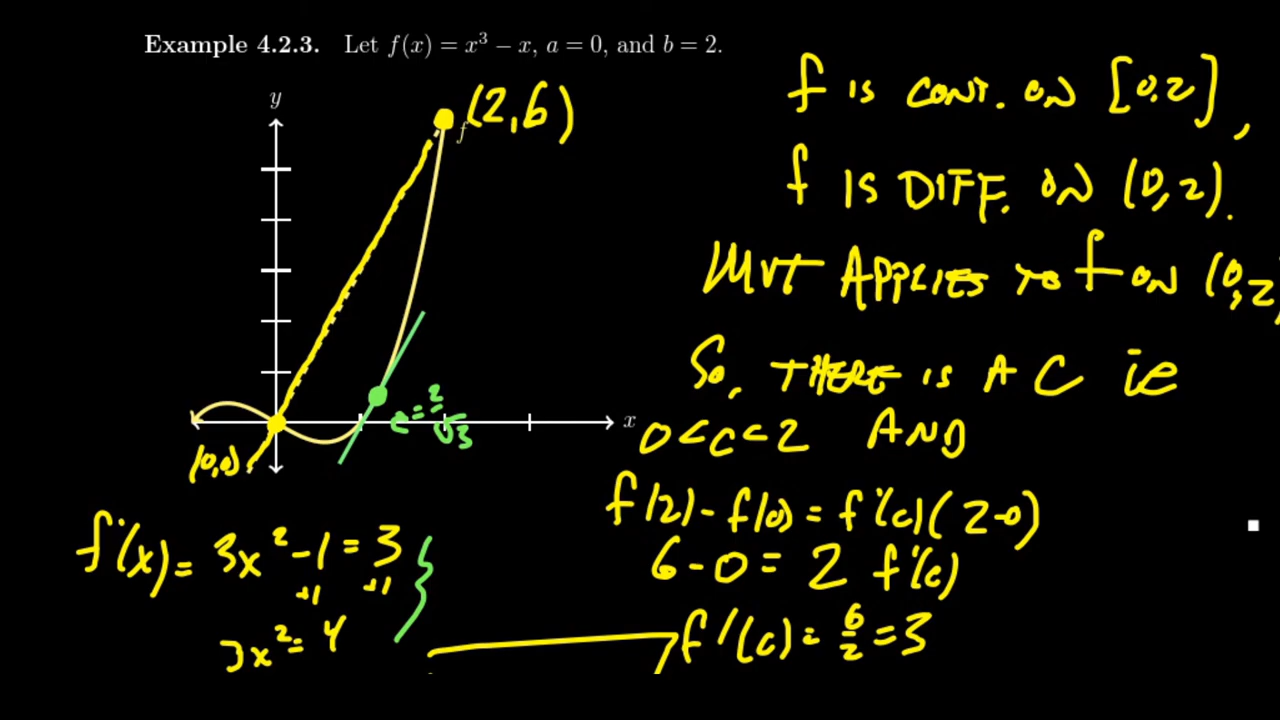 Example 4.2.3. Let f(x) = x³ − x, a = 0, and b = 2.
y
(2,6)
f
x
(0,0)
c = 2/√3
f IS CONT. ON [0,2],
f IS DIFF. ON (0,2).
MVT APPLIES TO f ON (0,2
SO, THERE IS A C ie
0<c<2 AND
f(2) - f(0) = f'(c)(2-0)
6 - 0 = 2 f'(c)
f'(c) = 6/2 = 3
f'(x) = 3x² - 1 = 3
+1 +1
3x² = 4